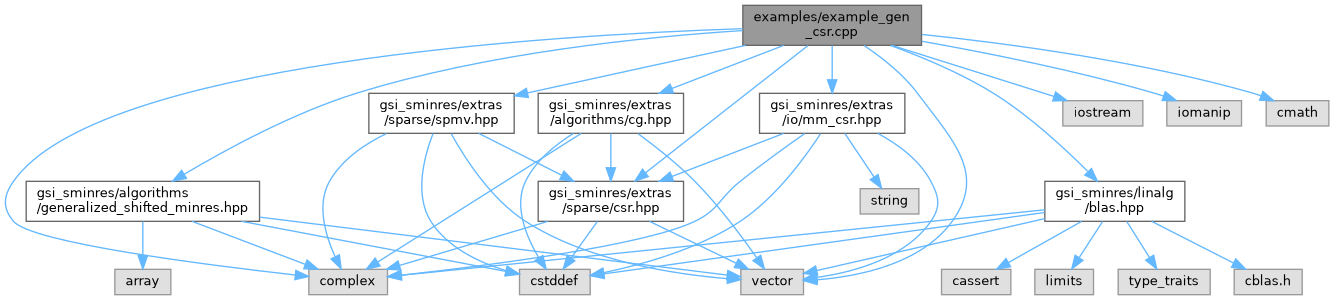 examples/example_gen
_csr.cpp
gsi_sminres/extras
/sparse/spmv.hpp
gsi_sminres/extras
/algorithms/cg.hpp
gsi_sminres/extras
/io/mm_csr.hpp
iostream
iomanip
cmath
gsi_sminres/algorithms
/generalized_shifted_minres.hpp
gsi_sminres/extras
/sparse/csr.hpp
string
gsi_sminres/linalg
/blas.hpp
array
complex
cstddef
vector
cassert
limits
type_traits
cblas.h